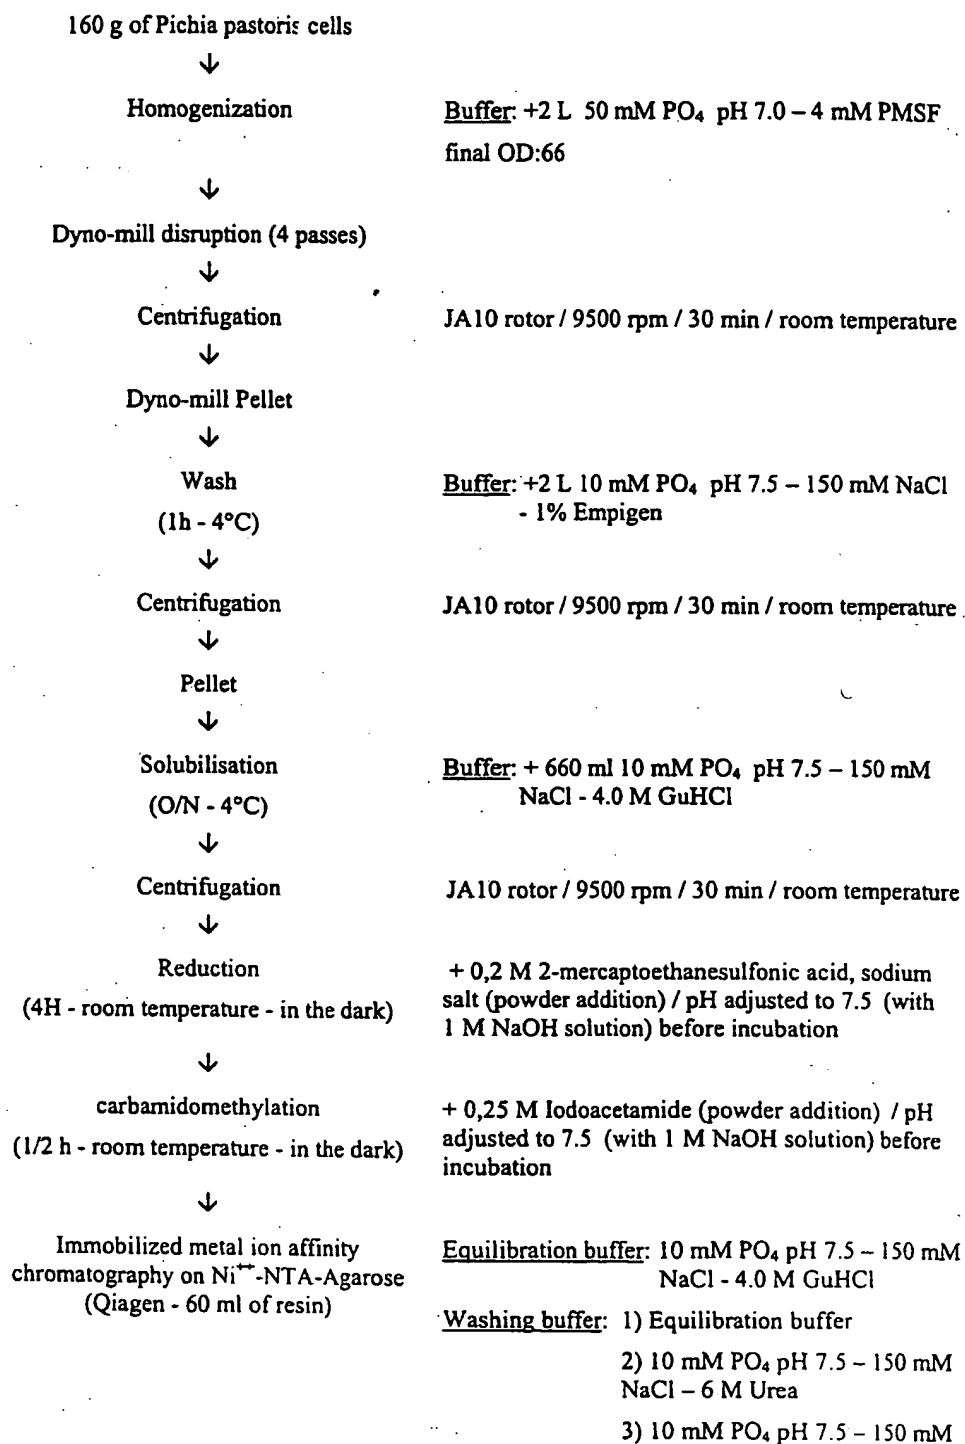 160 g of Pichia pastoris cells
↓
Homogenization
Buffer: +2 L 50 mM PO₄ pH 7.0 – 4 mM PMSF
final OD:66
↓
Dyno-mill disruption (4 passes)
↓
Centrifugation
JA10 rotor / 9500 rpm / 30 min / room temperature
↓
Dyno-mill Pellet
↓
Wash
(1h - 4°C)
Buffer: +2 L 10 mM PO₄ pH 7.5 – 150 mM NaCl
- 1% Empigen
↓
Centrifugation
JA10 rotor / 9500 rpm / 30 min / room temperature
↓
Pellet
↓
Solubilisation
(O/N - 4°C)
Buffer: + 660 ml 10 mM PO₄ pH 7.5 – 150 mM
NaCl - 4.0 M GuHCl
↓
Centrifugation
JA10 rotor / 9500 rpm / 30 min / room temperature
↓
Reduction
(4H - room temperature - in the dark)
+ 0,2 M 2-mercaptoethanesulfonic acid, sodium
salt (powder addition) / pH adjusted to 7.5 (with
1 M NaOH solution) before incubation
↓
carbamidomethylation
(1/2 h - room temperature - in the dark)
+ 0,25 M Iodoacetamide (powder addition) / pH
adjusted to 7.5 (with 1 M NaOH solution) before
incubation
↓
Immobilized metal ion affinity
chromatography on Ni⁺⁺-NTA-Agarose
(Qiagen - 60 ml of resin)
Equilibration buffer: 10 mM PO₄ pH 7.5 – 150 mM
NaCl - 4.0 M GuHCl
Washing buffer: 1) Equilibration buffer
2) 10 mM PO₄ pH 7.5 – 150 mM
NaCl – 6 M Urea
3) 10 mM PO₄ pH 7.5 – 150 mM